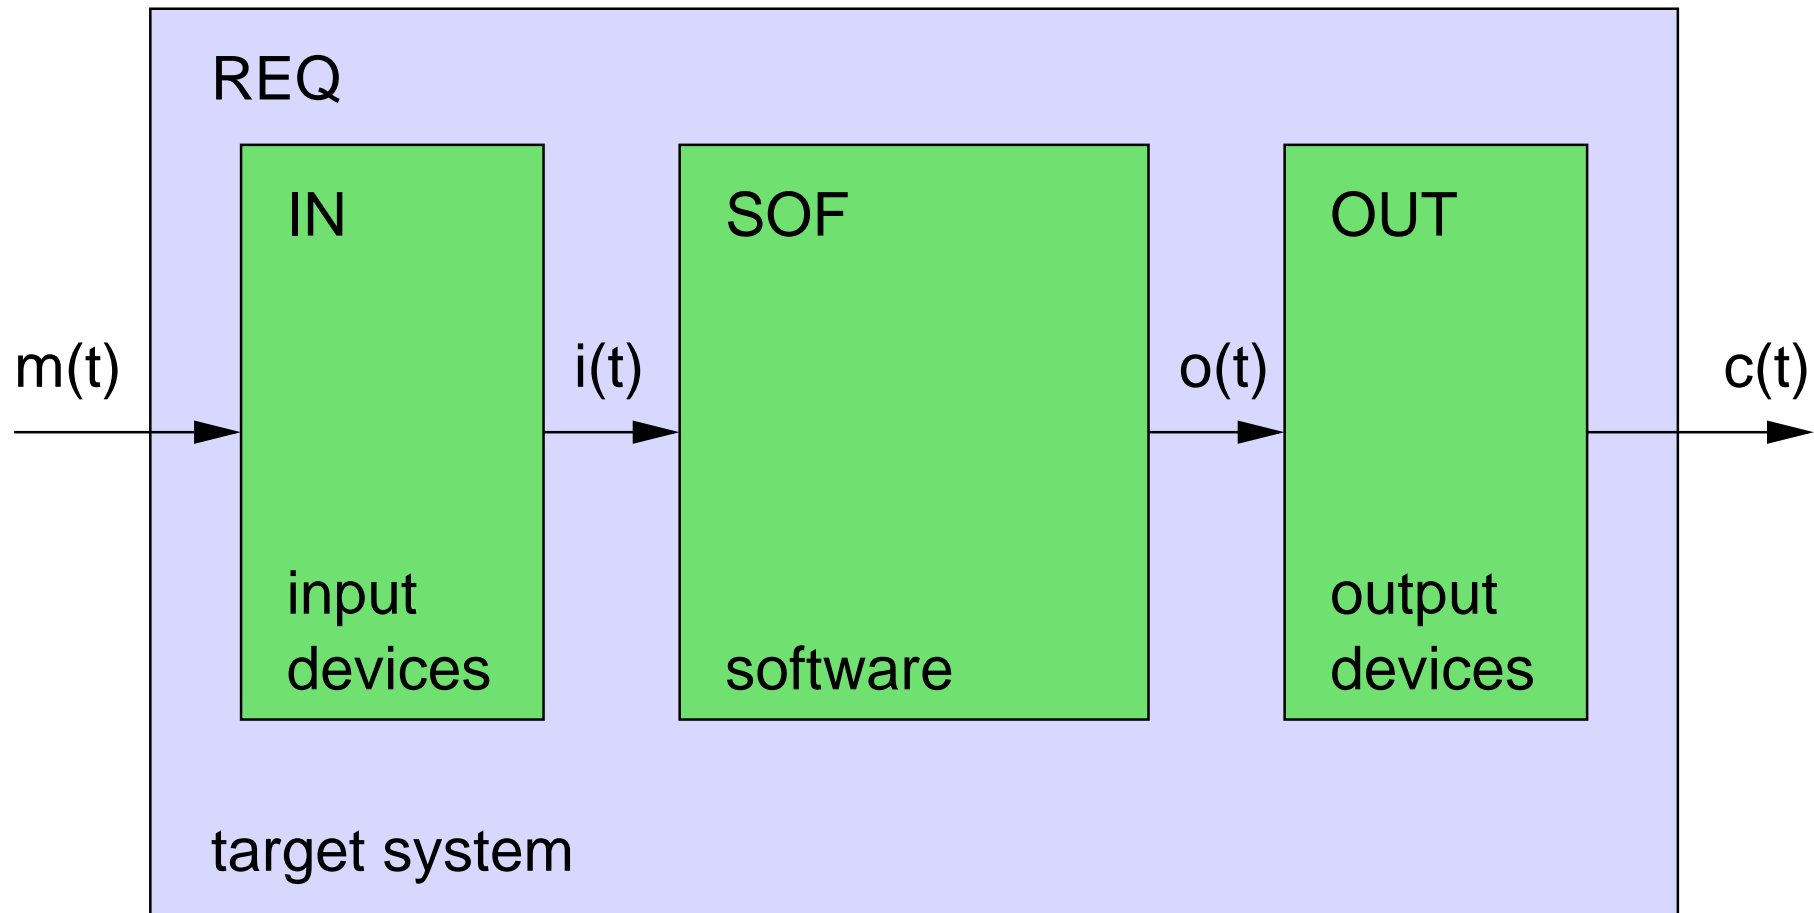 REQ
IN
SOF
OUT
m(t)
i(t)
o(t)
c(t)
input
devices
software
output
devices
target system